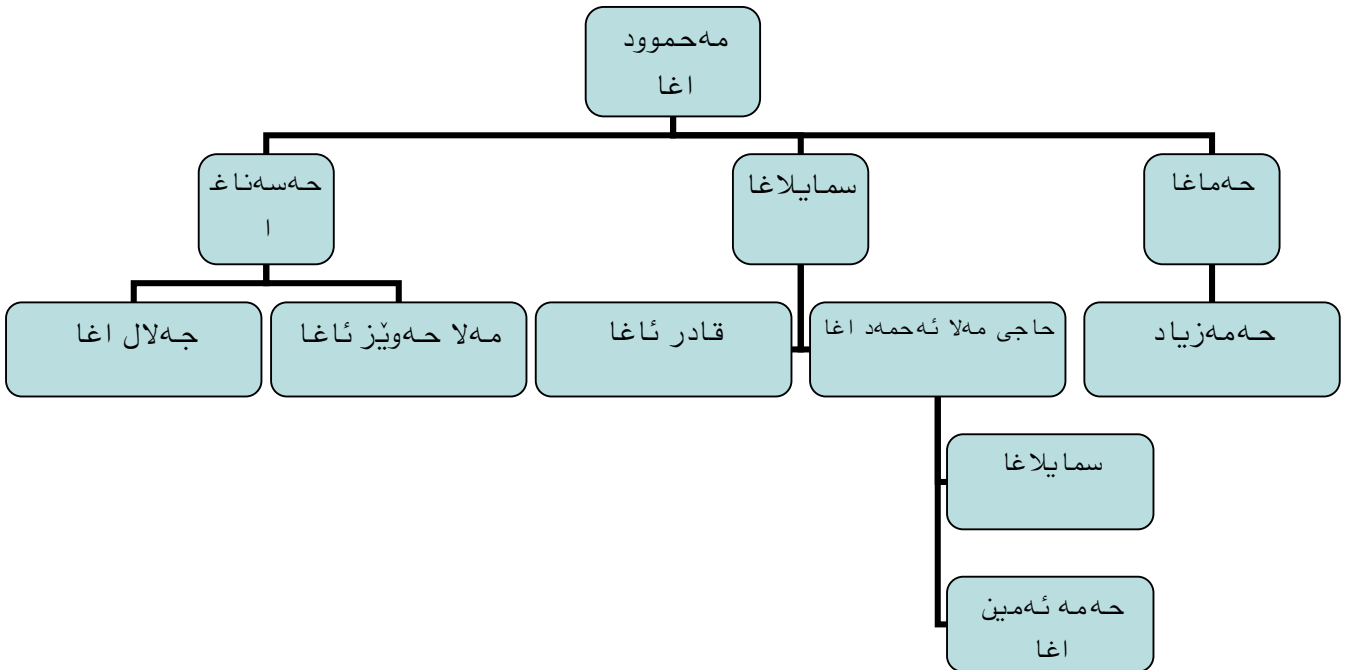 مەحموود
اغا
حەماغا
سمایلاغا
حەسەناغ
ا
حەمەزیاد
حاجی مەلا ئەحمەد اغا
قادر ئاغا
مەلا حەوێز ئاغا
جەلال اغا
سمایلاغا
حەمە ئەمین
اغا